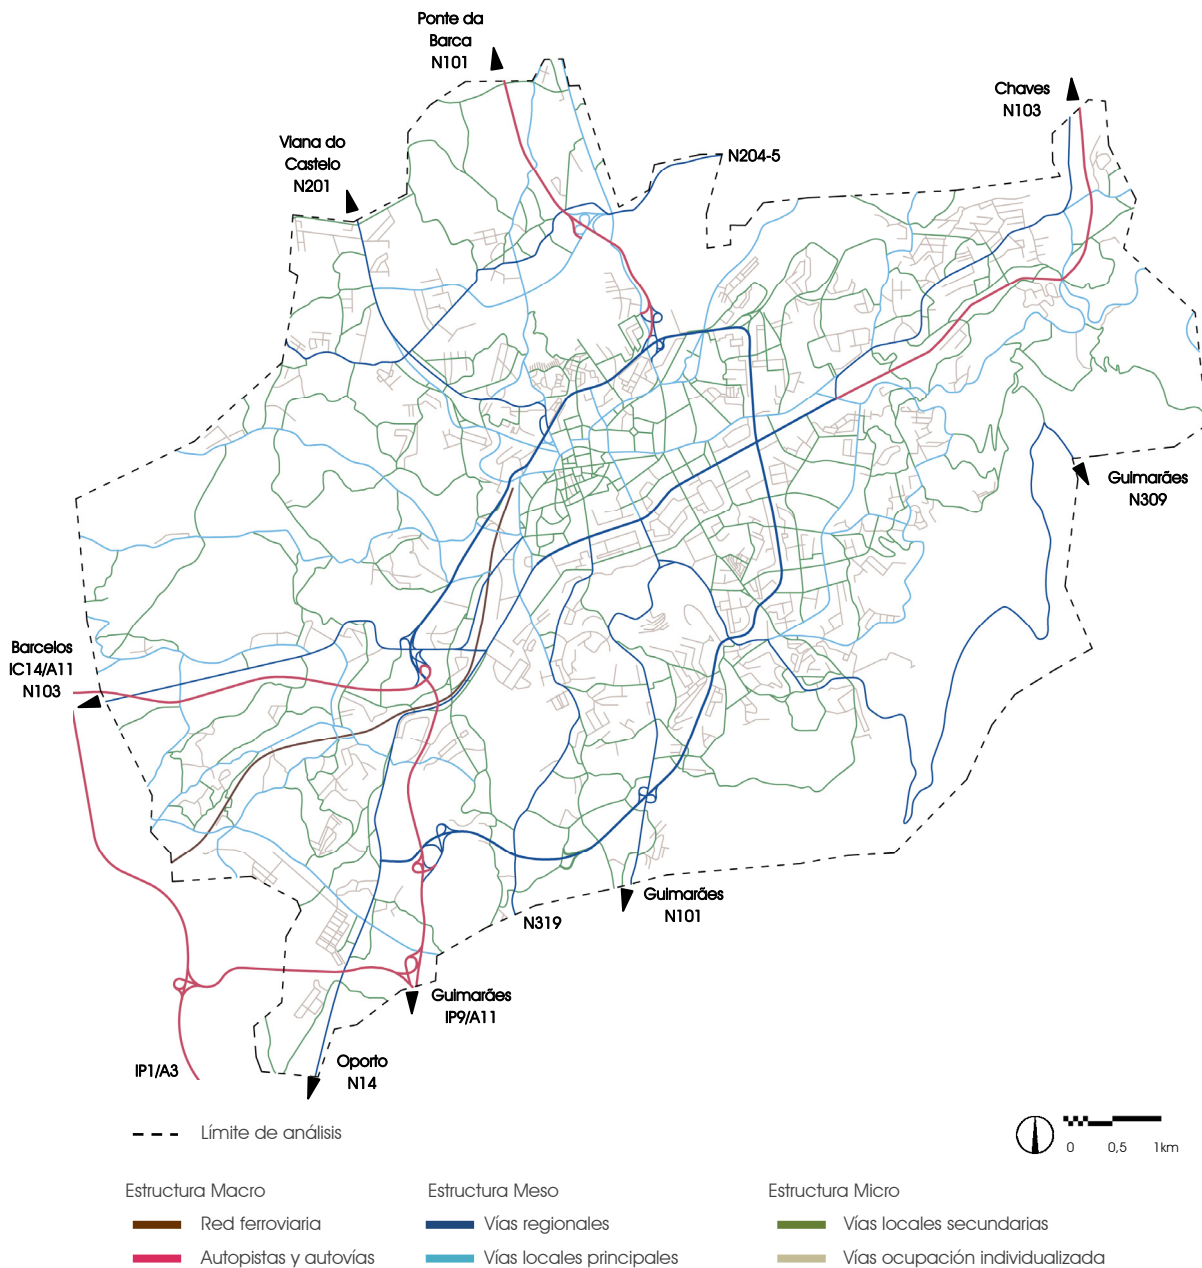 Ponte da
Barca
N101
Chaves
N103
Viana do
Castelo
N201
N204-5
Guimarães
N309
Barcelos
IC14/A11
N103
Guimarães
N101
N319
Guimarães
IP9/A11
IP1/A3
Oporto
N14
Límite de análisis
0 0,5 1km
Estructura Macro
Red ferroviaria
Autopistas y autovías
Estructura Meso
Vías regionales
Vías locales principales
Estructura Micro
Vías locales secundarias
Vías ocupación individualizada